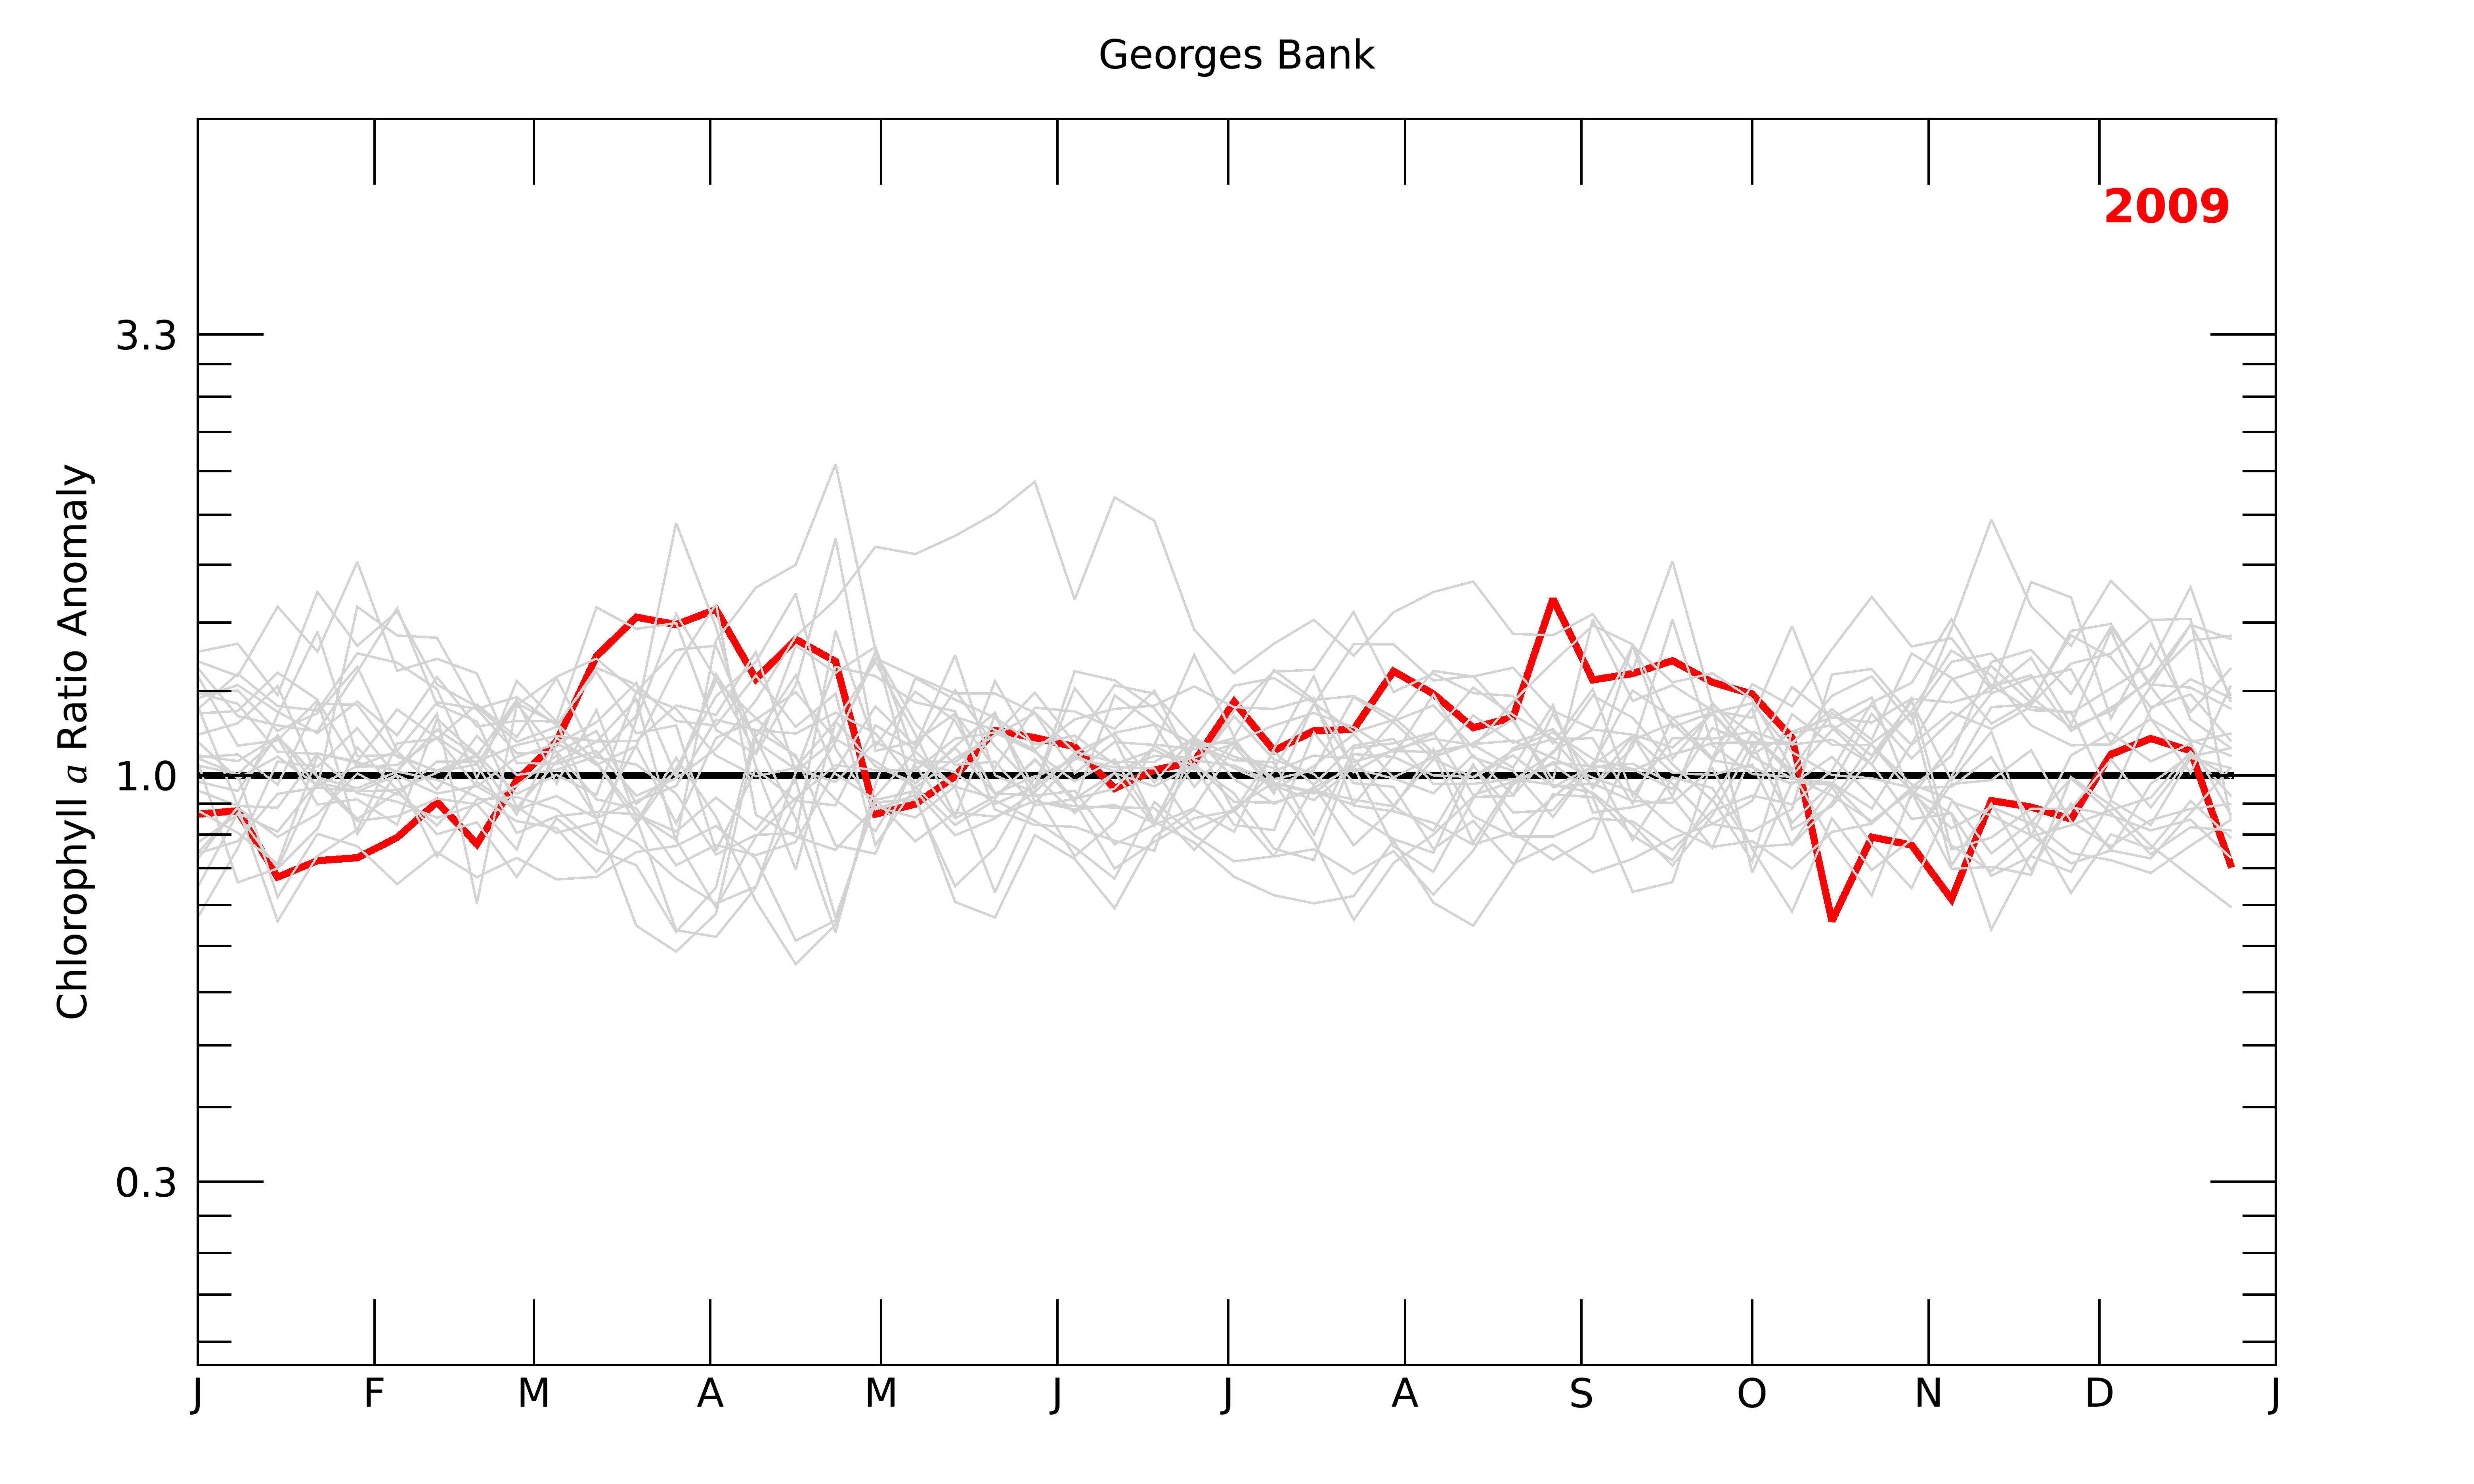 Georges Bank
2009
Chlorophyll a Ratio Anomaly
3.3
1.0
0.3
J F M A M J J A S O N D J